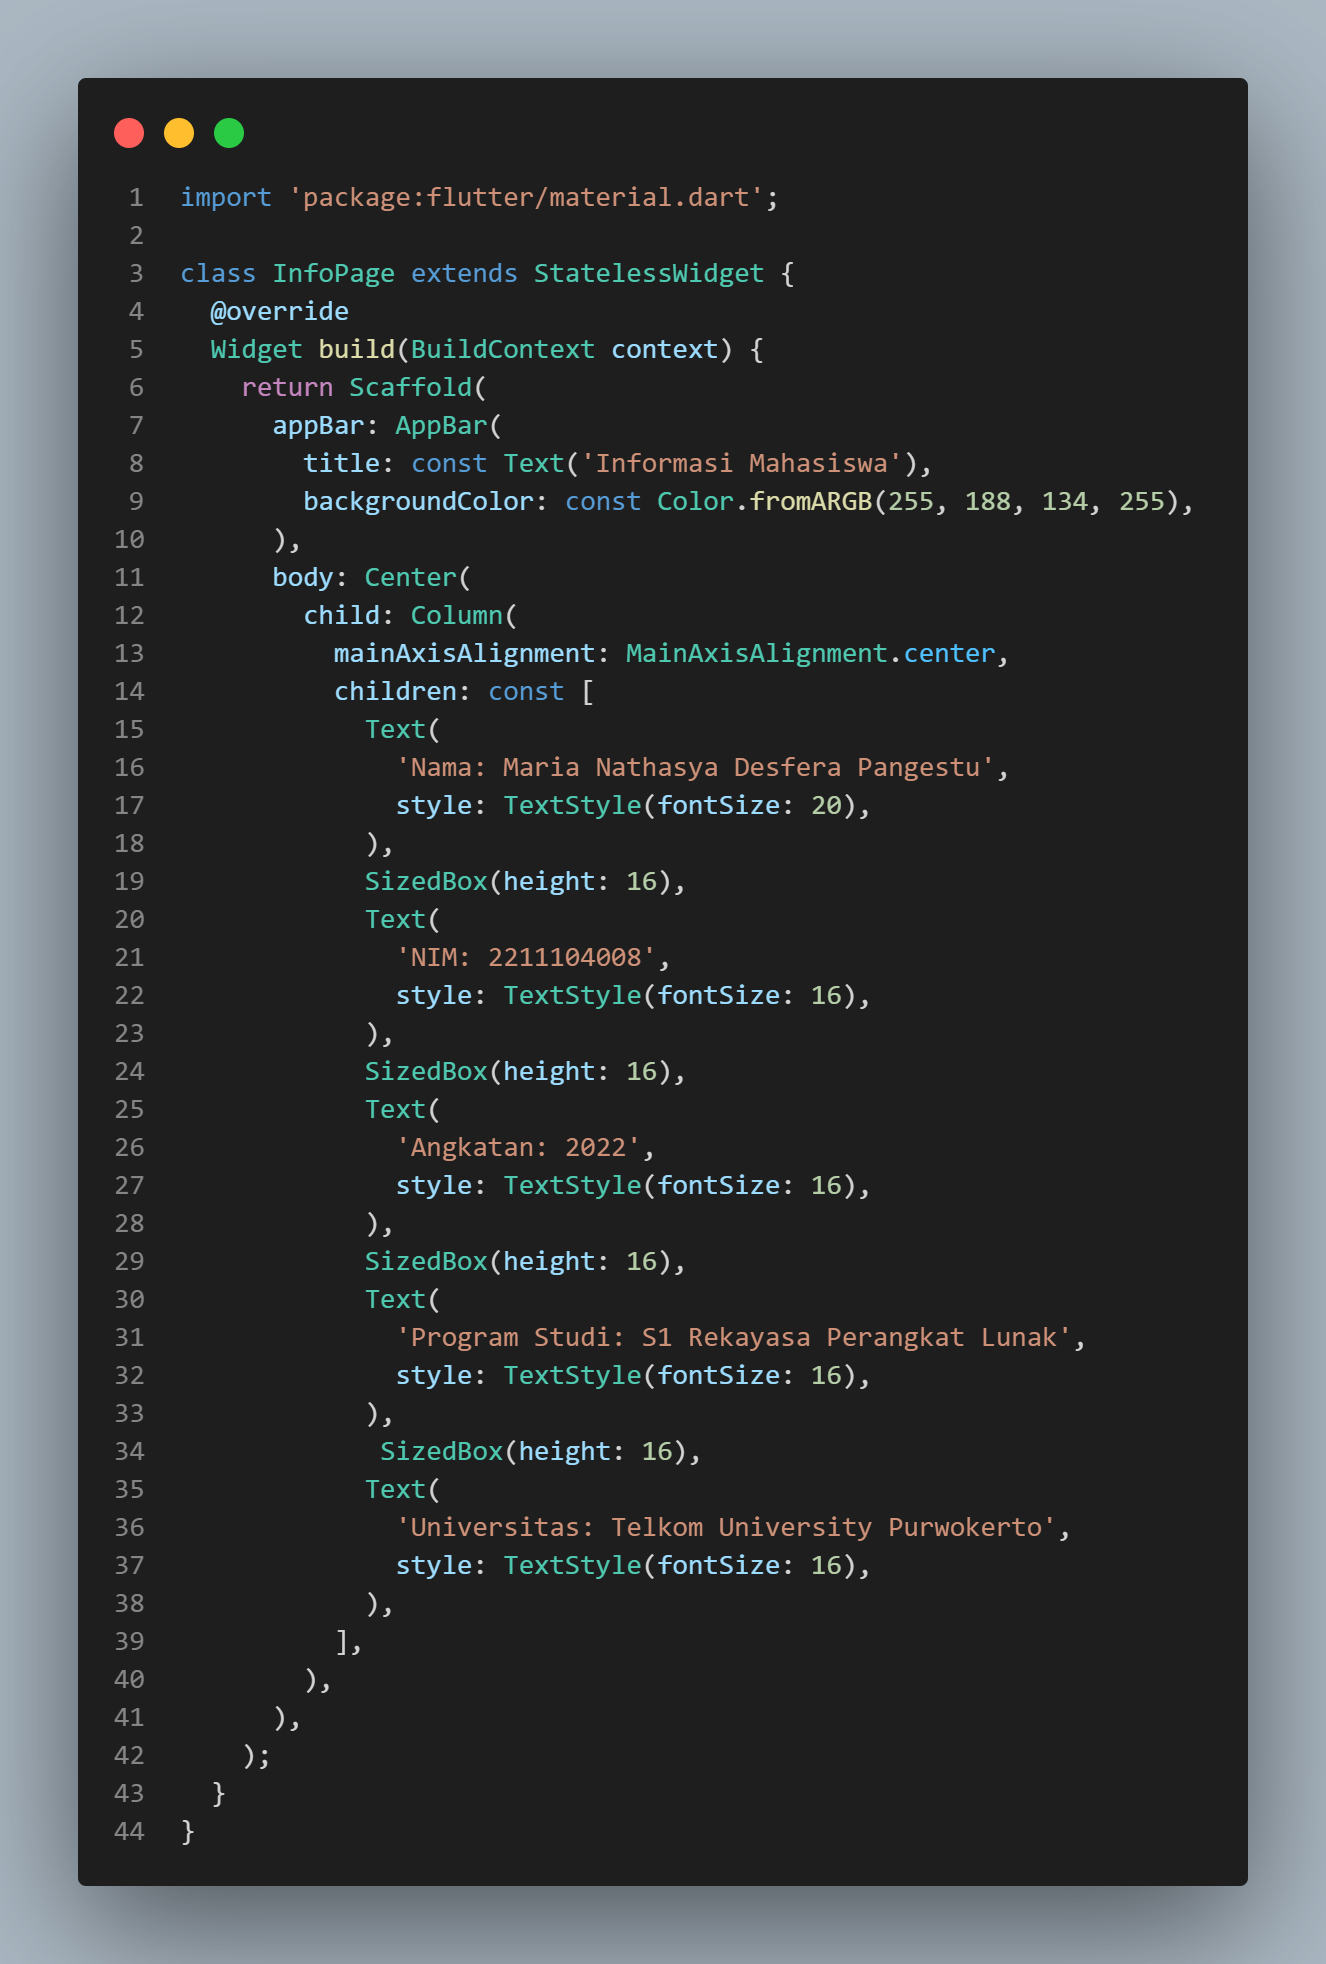 1 import 'package:flutter/material.dart';
2
3 class InfoPage extends StatelessWidget {
4   @override
5   Widget build(BuildContext context) {
6     return Scaffold(
7       appBar: AppBar(
8         title: const Text('Informasi Mahasiswa'),
9         backgroundColor: const Color.fromARGB(255, 188, 134, 255),
10       ),
11       body: Center(
12         child: Column(
13           mainAxisAlignment: MainAxisAlignment.center,
14           children: const [
15             Text(
16               'Nama: Maria Nathasya Desfera Pangestu',
17               style: TextStyle(fontSize: 20),
18             ),
19             SizedBox(height: 16),
20             Text(
21               'NIM: 2211104008',
22               style: TextStyle(fontSize: 16),
23             ),
24             SizedBox(height: 16),
25             Text(
26               'Angkatan: 2022',
27               style: TextStyle(fontSize: 16),
28             ),
29             SizedBox(height: 16),
30             Text(
31               'Program Studi: S1 Rekayasa Perangkat Lunak',
32               style: TextStyle(fontSize: 16),
33             ),
34              SizedBox(height: 16),
35             Text(
36               'Universitas: Telkom University Purwokerto',
37               style: TextStyle(fontSize: 16),
38             ),
39           ],
40         ),
41       ),
42     );
43   }
44 }